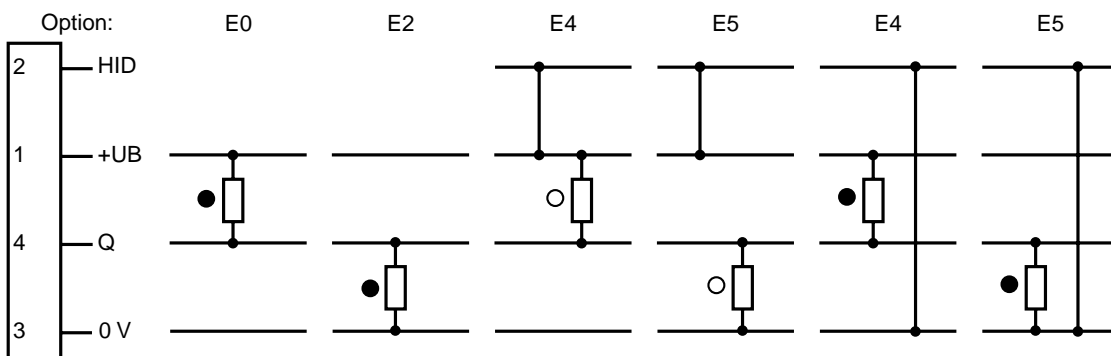 Option: E0 E2 E4 E5 E4 E5
2 HID
1 +UB
4 Q
3 0 V